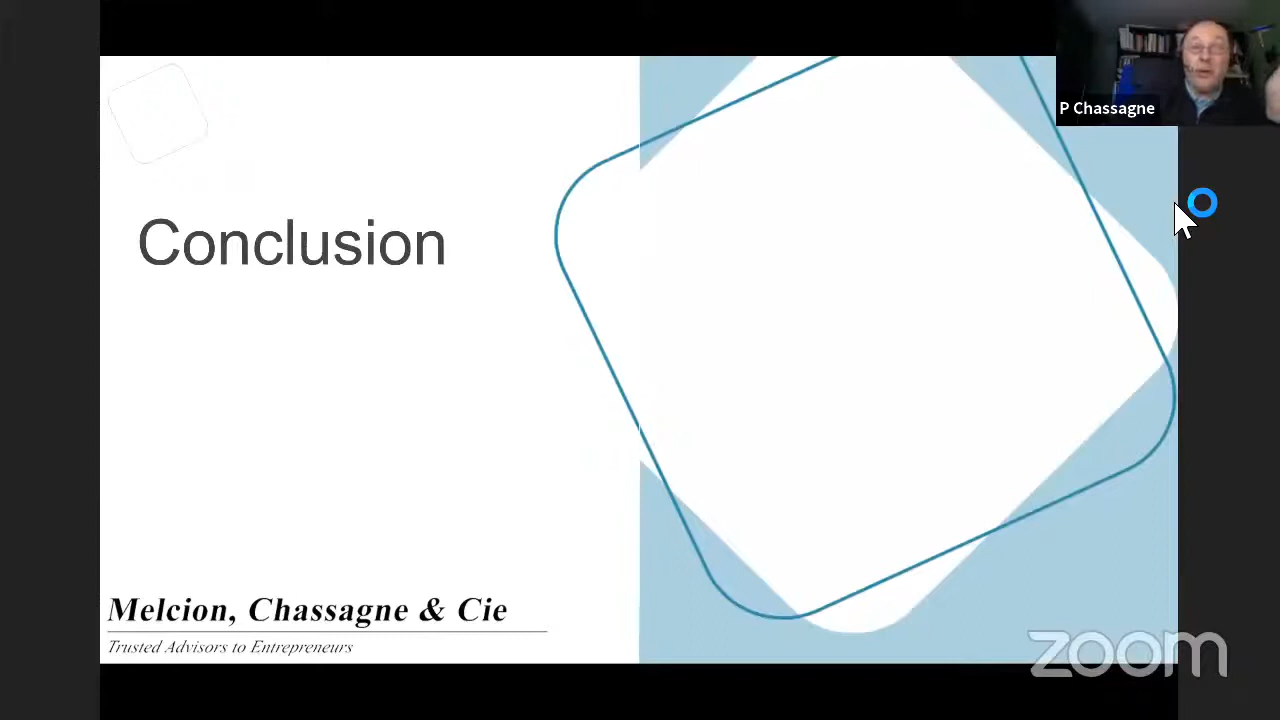 P Chassagne
Conclusion
Melcion, Chassagne & Cie
Trusted Advisors to Entrepreneurs
zoom